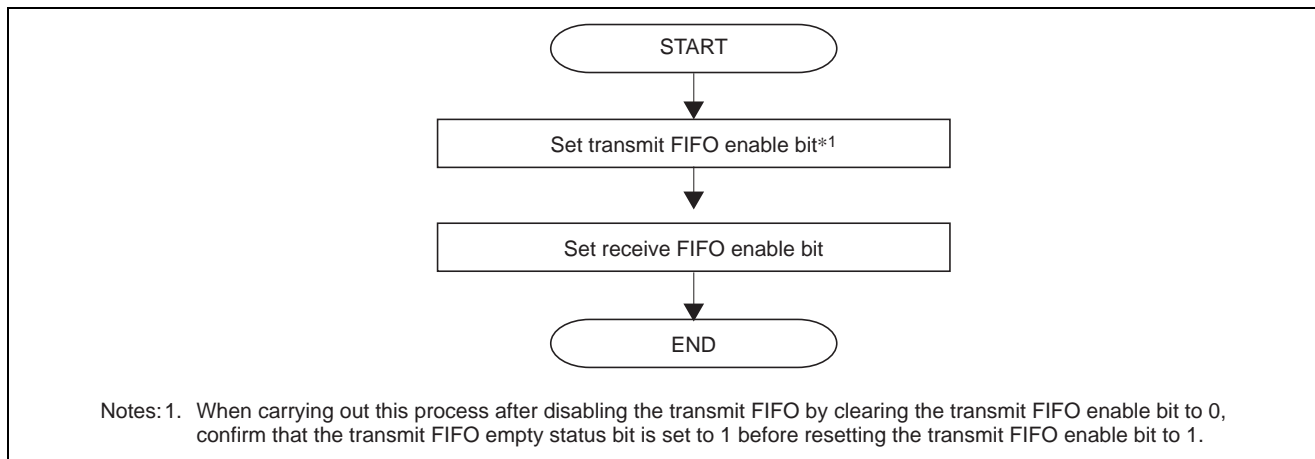 START
Set transmit FIFO enable bit*1
Set receive FIFO enable bit
END
Notes: 1. When carrying out this process after disabling the transmit FIFO by clearing the transmit FIFO enable bit to 0,
confirm that the transmit FIFO empty status bit is set to 1 before resetting the transmit FIFO enable bit to 1.